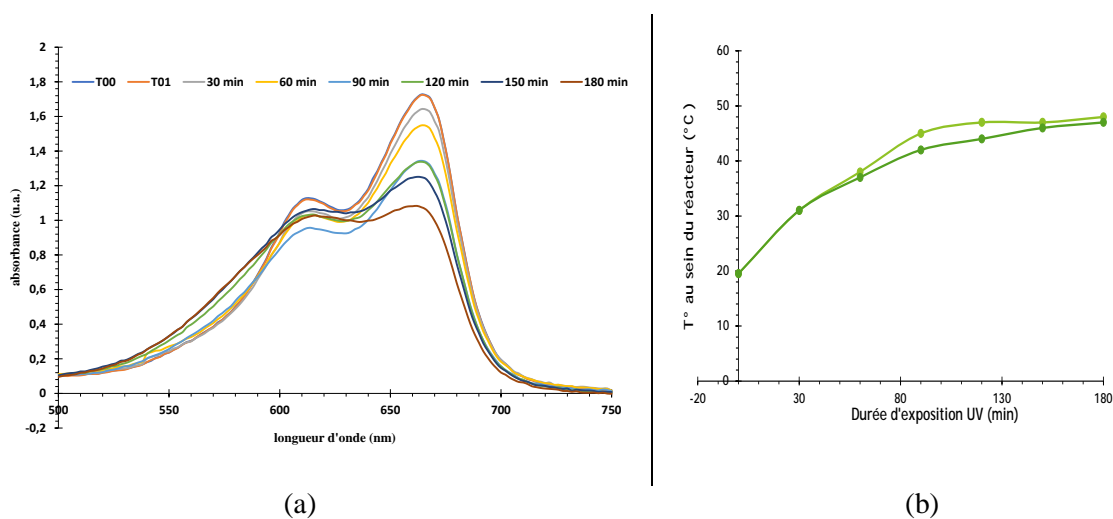 2
1,8
1,6
1,4
1,2
1
0,8
0,6
0,4
0,2
0
-0,2
absorbance (u.a.)
T00 T01 30 min 60 min 90 min 120 min 150 min 180 min
500 550 600 650 700 750
longueur d'onde (nm)
(a)
60
50
40
30
20
10
0
T° au sein du réacteur (°C)
-20 30 80 130 180
Durée d'exposition UV (min)
(b)